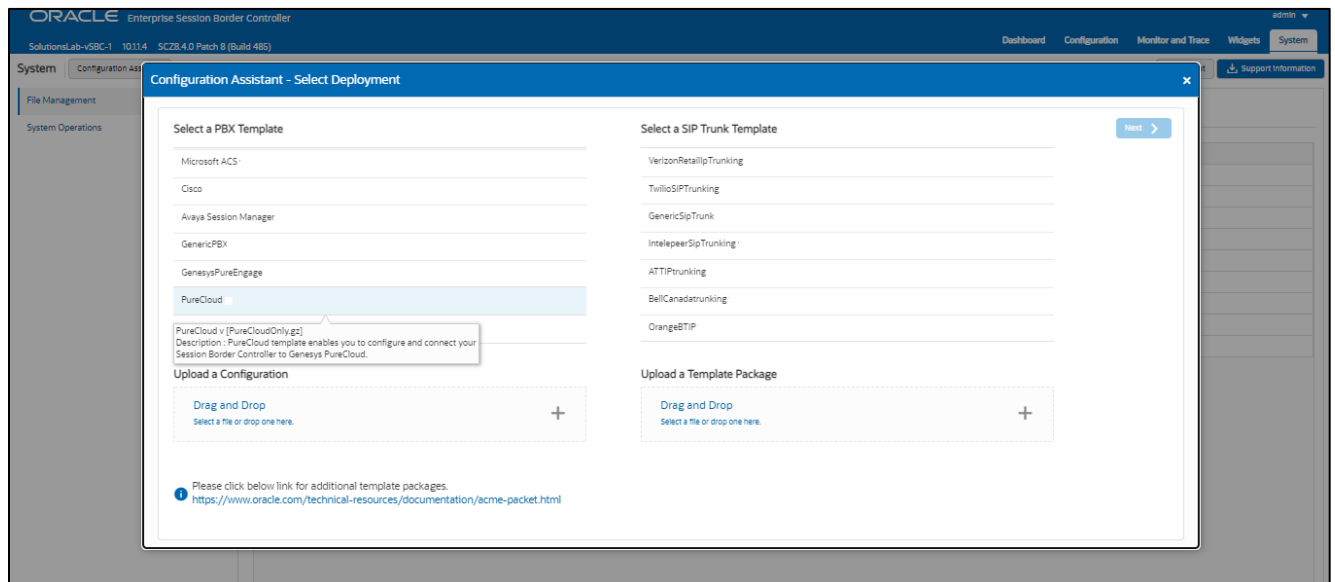 ORACLE Enterprise Session Border Controller
admin
SolutionsLab-vSBC-1 10.1.1.4 SCZ8.4.0 Patch 8 (Build 485)
Dashboard Configuration Monitor and Trace Widgets System
System Configuration
Support Information
File Management
System Operations
Configuration Assistant - Select Deployment
Next
Select a PBX Template
Microsoft ACS
Cisco
Avaya Session Manager
GenericPBX
GenesysPureEngage
PureCloud
PureCloud v [PureCloudOnly.gz]
Description : PureCloud template enables you to configure and connect your
Session Border Controller to Genesys PureCloud.
Select a SIP Trunk Template
VerizonRetailIpTrunking
TwilioSIPTrunking
GenericSipTrunk
IntelepeerSipTrunking
ATTIPtrunking
BellCanadatrunking
OrangeBTIP
Upload a Configuration
Drag and Drop
Select a file or drop one here.
Upload a Template Package
Drag and Drop
Select a file or drop one here.
Please click below link for additional template packages.
https://www.oracle.com/technical-resources/documentation/acme-packet.html